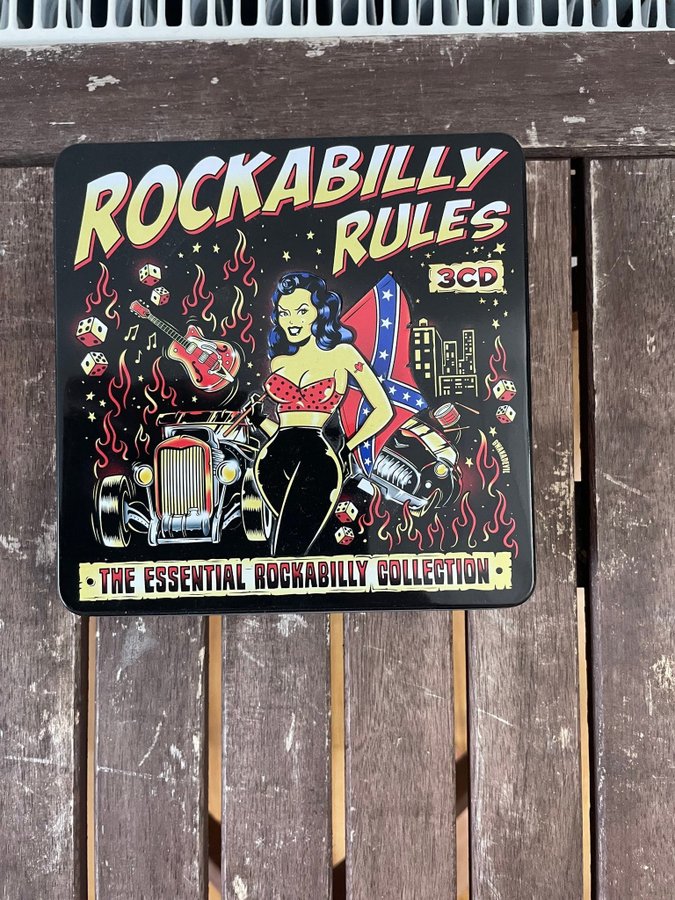 ROCKABILLY
RULES
3CD
THE ESSENTIAL ROCKABILLY COLLECTION